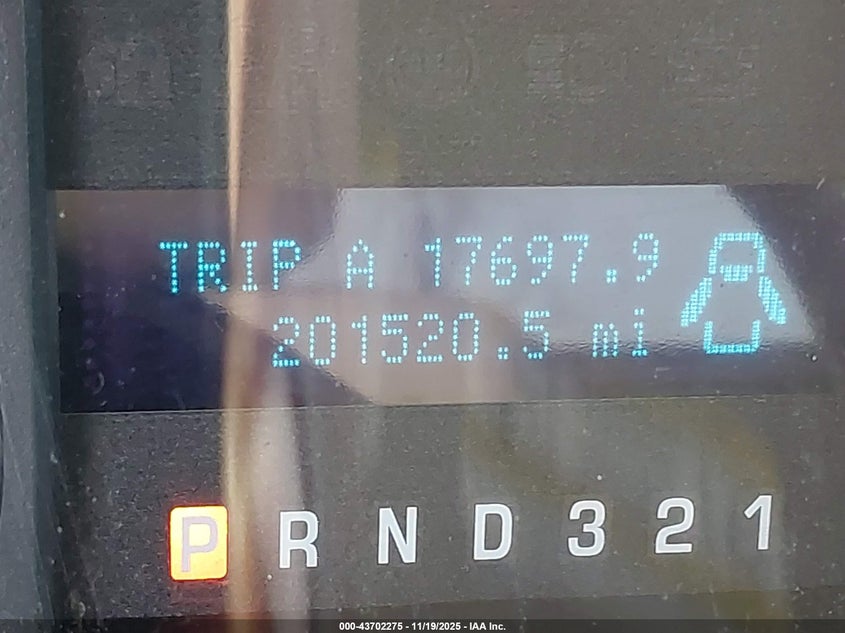 TRIP A 17697.9
201520.5 mi
P R N D 3 2 1
000-43702275 - 11/19/2025 - IAA Inc.